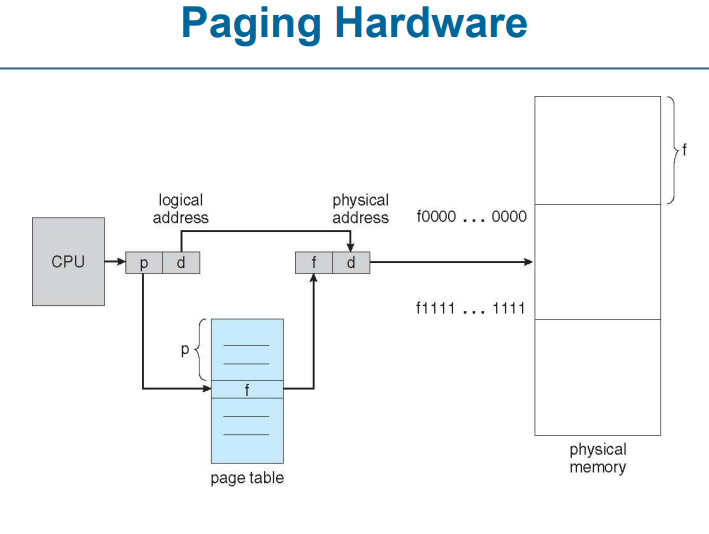 Paging Hardware
logical
address
physical
address
f0000 ... 0000
f
CPU
p
d
f
d
f1111 ... 1111
p
f
page table
physical
memory